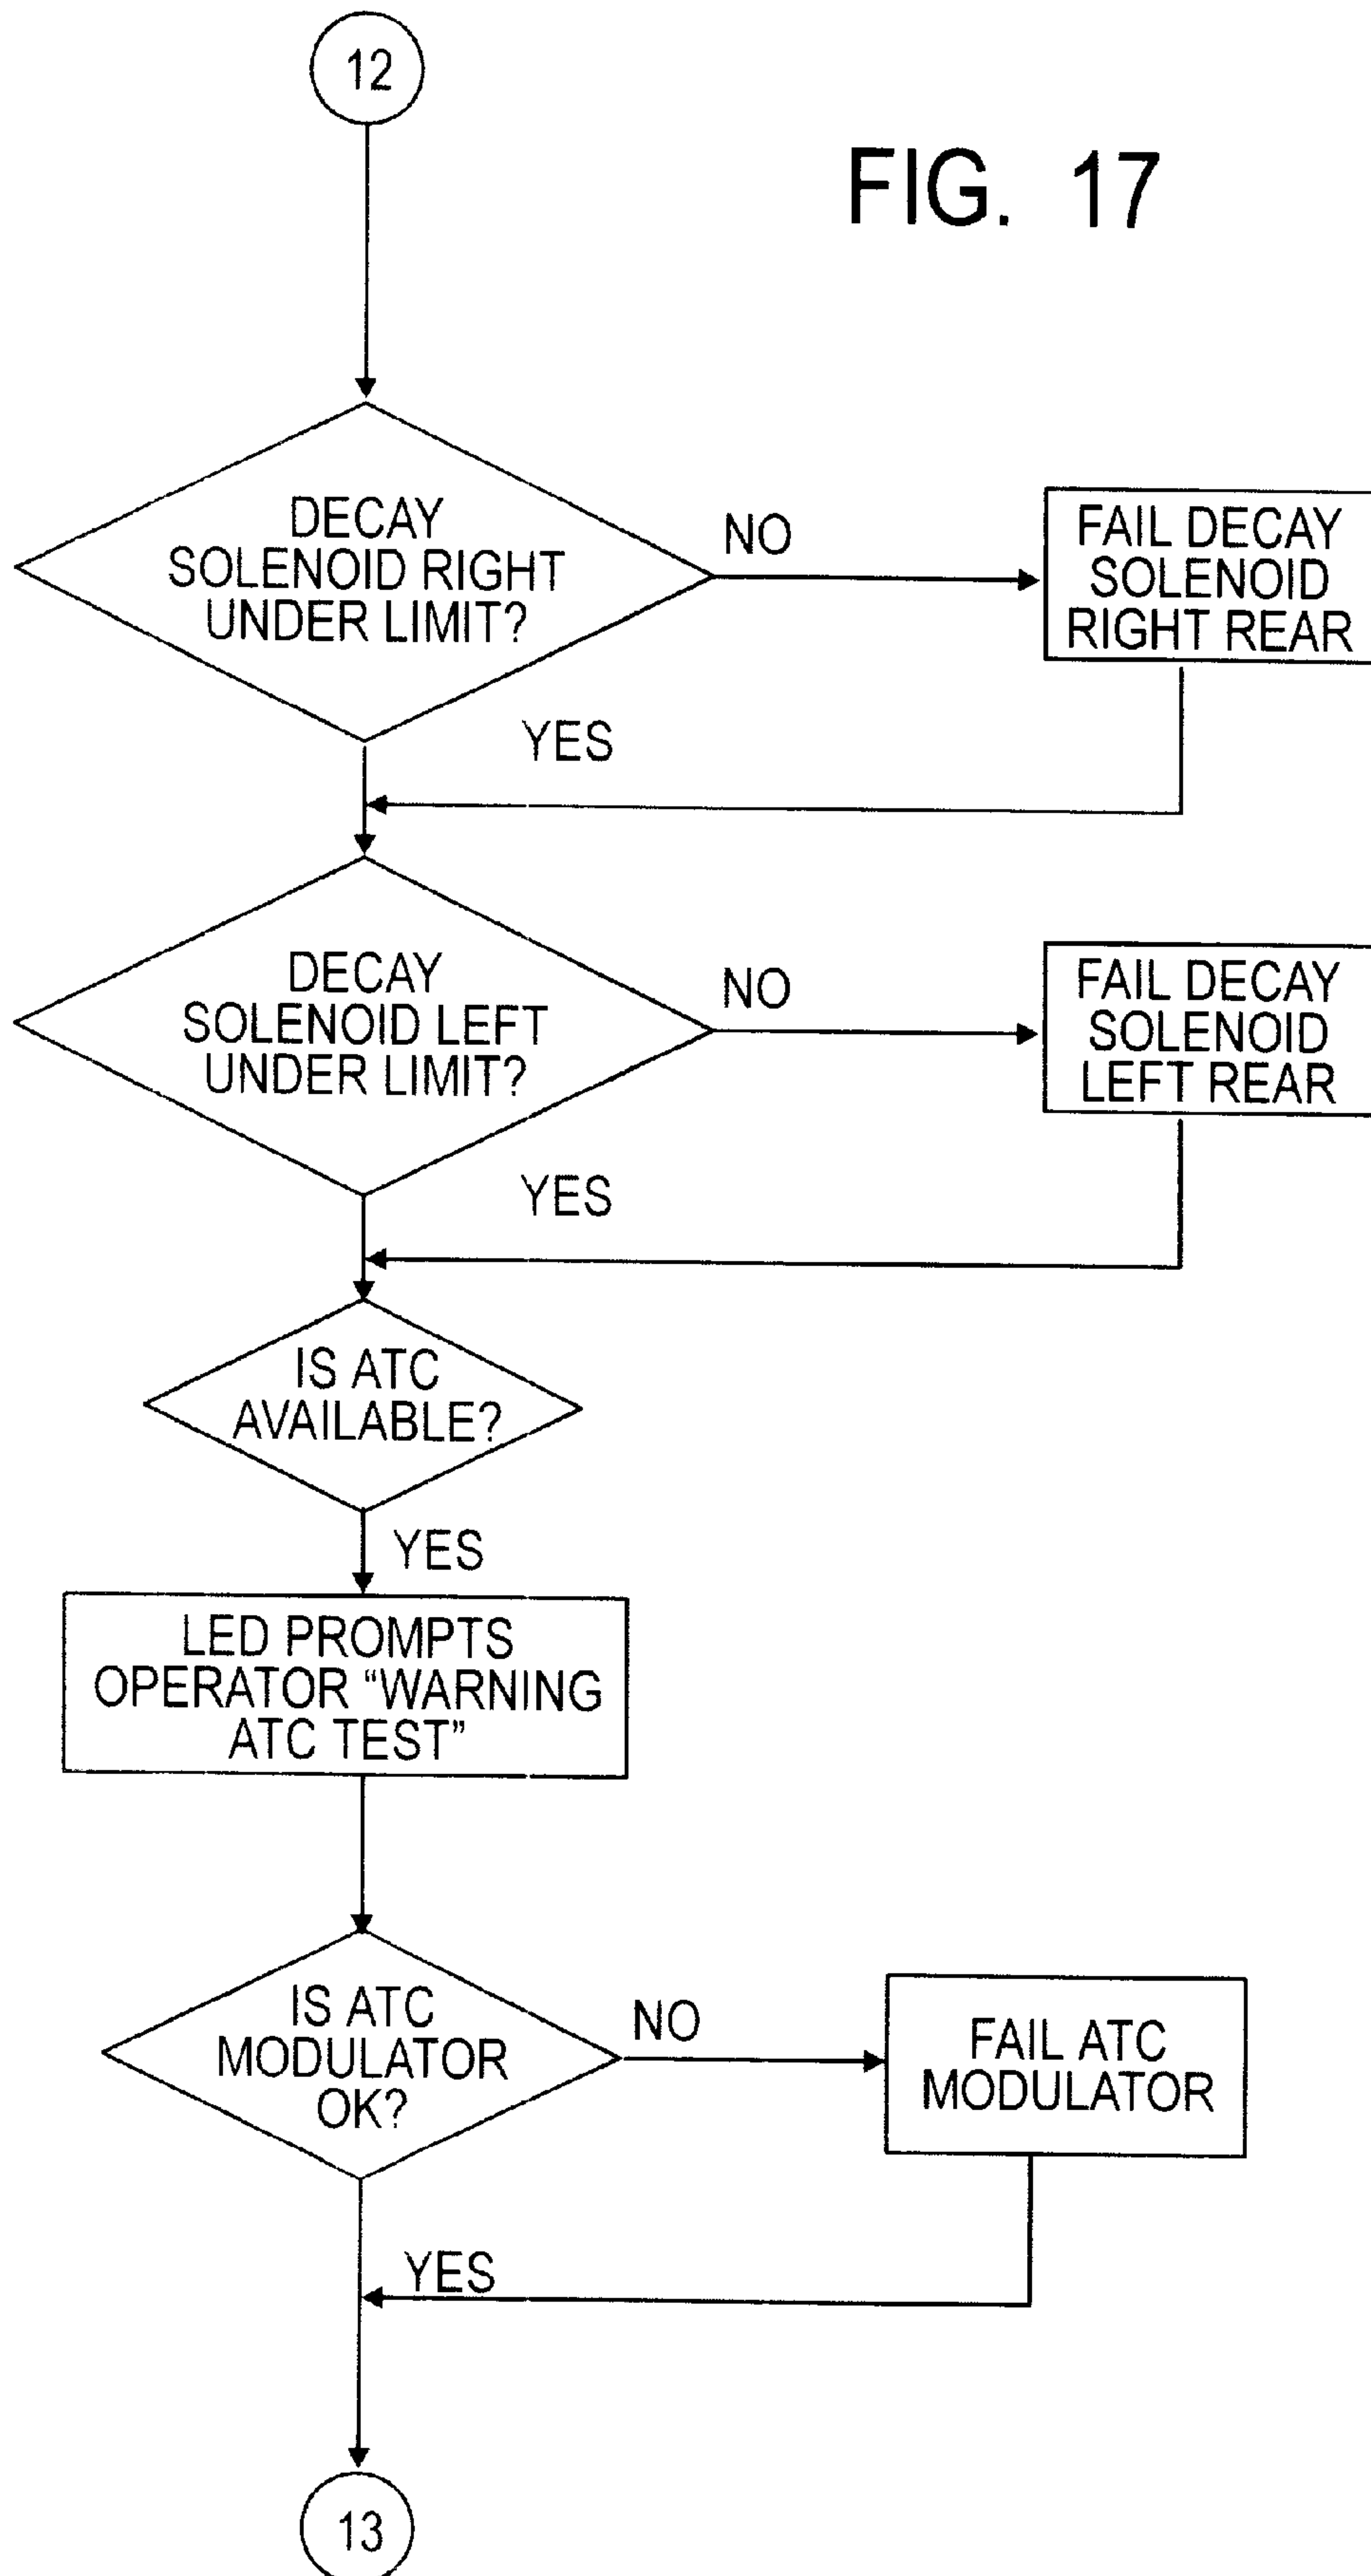 12
FIG. 17
DECAY
SOLENOID RIGHT
UNDER LIMIT?
NO
FAIL DECAY
SOLENOID
RIGHT REAR
YES
DECAY
SOLENOID LEFT
UNDER LIMIT?
NO
FAIL DECAY
SOLENOID
LEFT REAR
YES
IS ATC
AVAILABLE?
YES
LED PROMPTS
OPERATOR “WARNING
ATC TEST”
IS ATC
MODULATOR
OK?
NO
FAIL ATC
MODULATOR
YES
13